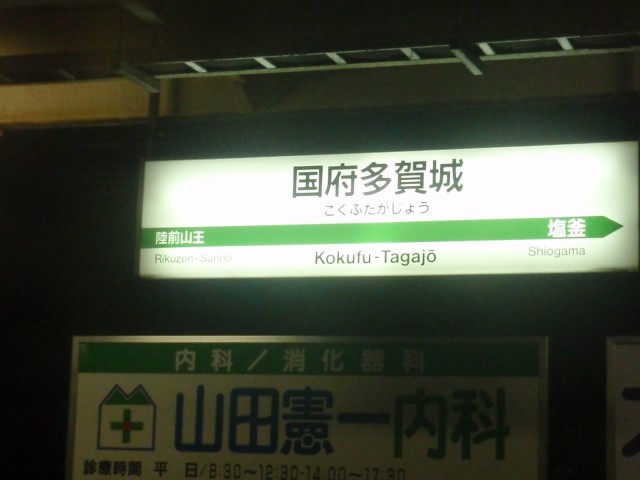 国府多賀城
こくふたがじょう
陸前山王 塩釜
Rikuzen-Sannō Kokufu-Tagajō Shiogama
内科/消化器科
山田憲一内科
診療時間 平 日/8:30~12:30・14:00~17:30